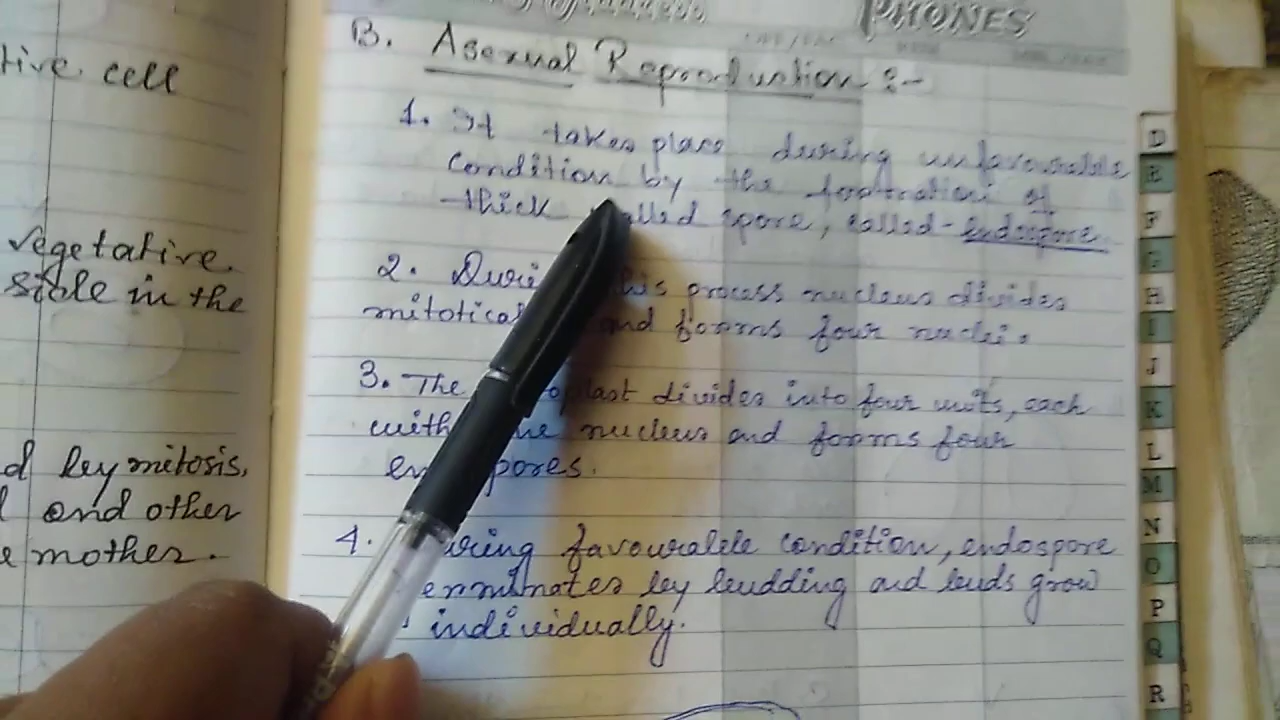 PHONES
tive cell
vegetative
sible in the
d by mitosis,
l and other
e mother.
B. Asexual Reproduction :-
1. It takes place during unfavourable
condition by the formation of
thick walled spore, called - Endospore.
2. During this process nucleus divides
mitotical and forms four nuclei.
3. The divides into four units, each
with one nucleus and forms four
endospores.
4. During favourable condition, endospore
germinates by budding and buds grow
individually.
D
E
F
G
H
I
J
K
L
M
N
O
P
Q
R